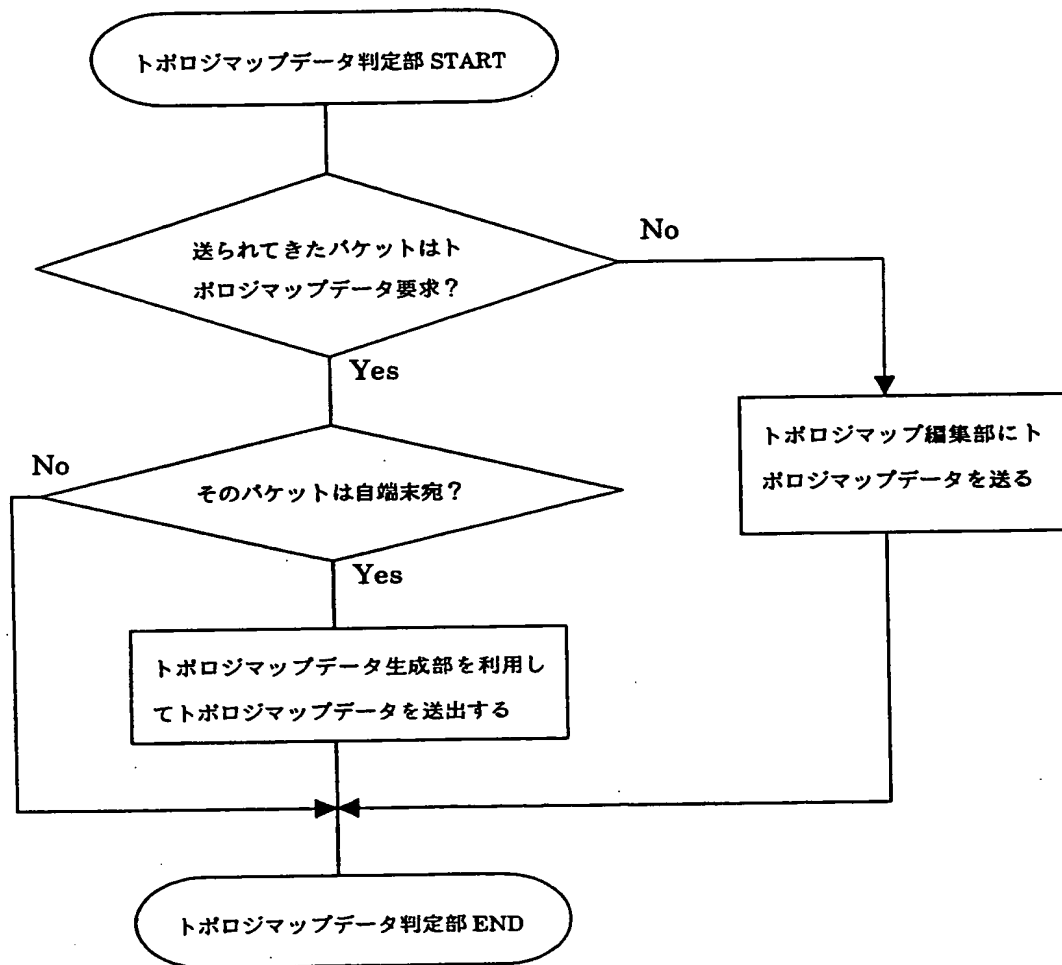 トポロジマップデータ判定部 START
送られてきたパケットはト
ポロジマップデータ要求？
No
Yes
トポロジマップ編集部にト
ポロジマップデータを送る
No
そのパケットは自端末宛？
Yes
トポロジマップデータ生成部を利用し
てトポロジマップデータを送出する
トポロジマップデータ判定部 END